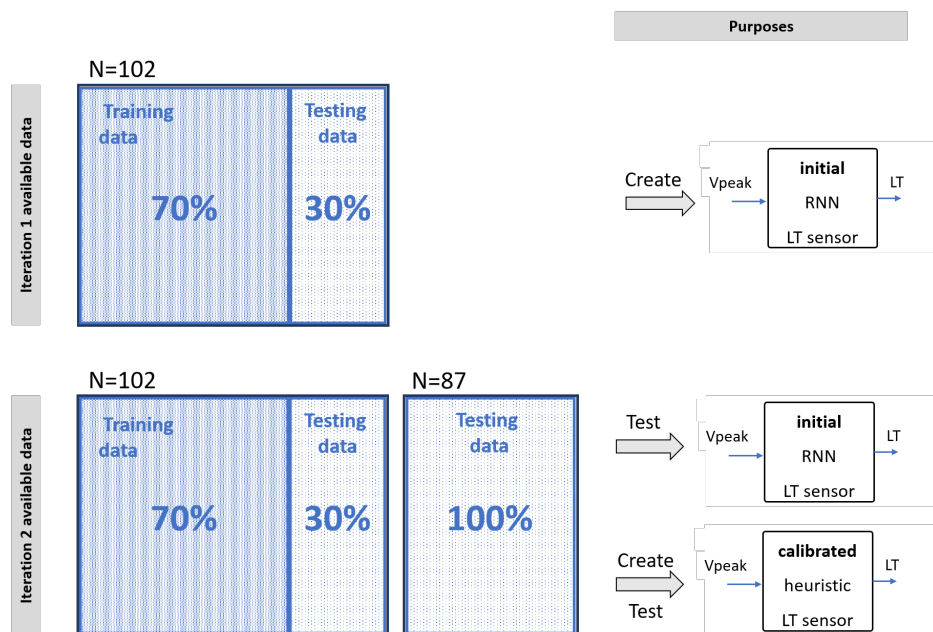 Purposes
Iteration 1 available data
N=102
Training
data
70%
Testing
data
30%
Create
Vpeak
initial
RNN
LT sensor
LT
Iteration 2 available data
N=102
Training
data
70%
Testing
data
30%
N=87
Testing
data
100%
Test
Vpeak
initial
RNN
LT sensor
LT
Create
Test
Vpeak
calibrated
heuristic
LT sensor
LT